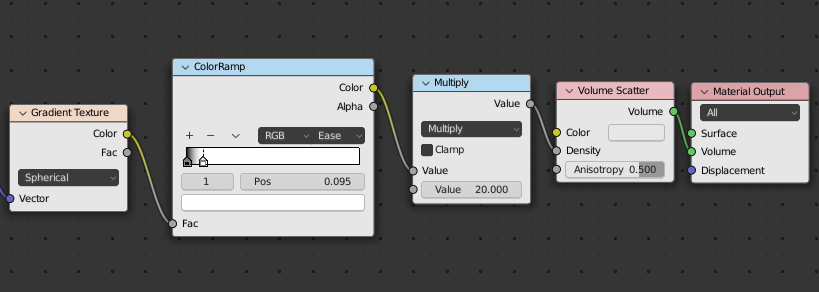 Gradient Texture
Color
Fac
Spherical
Vector
ColorRamp
Color
Alpha
+ − RGB Ease
1 Pos 0.095
Fac
Multiply
Value
Multiply
Clamp
Value
Value 20.000
Volume Scatter
Volume
Color
Density
Anisotropy 0.500
Material Output
All
Surface
Volume
Displacement